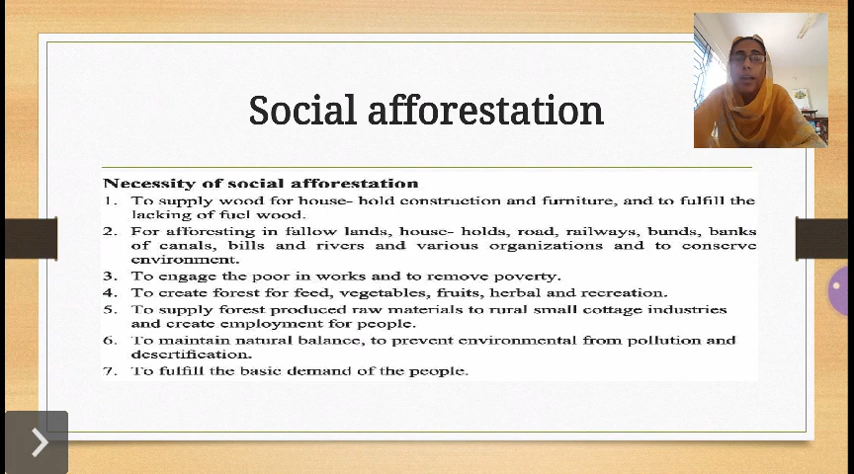 Social afforestation
Necessity of social afforestation
1. To supply wood for house- hold construction and furniture, and to fulfill the
lacking of fuel wood.
2. For afforesting in fallow lands, house- holds, road, railways, bunds, banks
of canals, bills and rivers and various organizations and to conserve
environment.
3. To engage the poor in works and to remove poverty.
4. To create forest for feed, vegetables, fruits, herbal and recreation.
5. To supply forest produced raw materials to rural small cottage industries
and create employment for people.
6. To maintain natural balance, to prevent environmental from pollution and
desertification.
7. To fulfill the basic demand of the people.